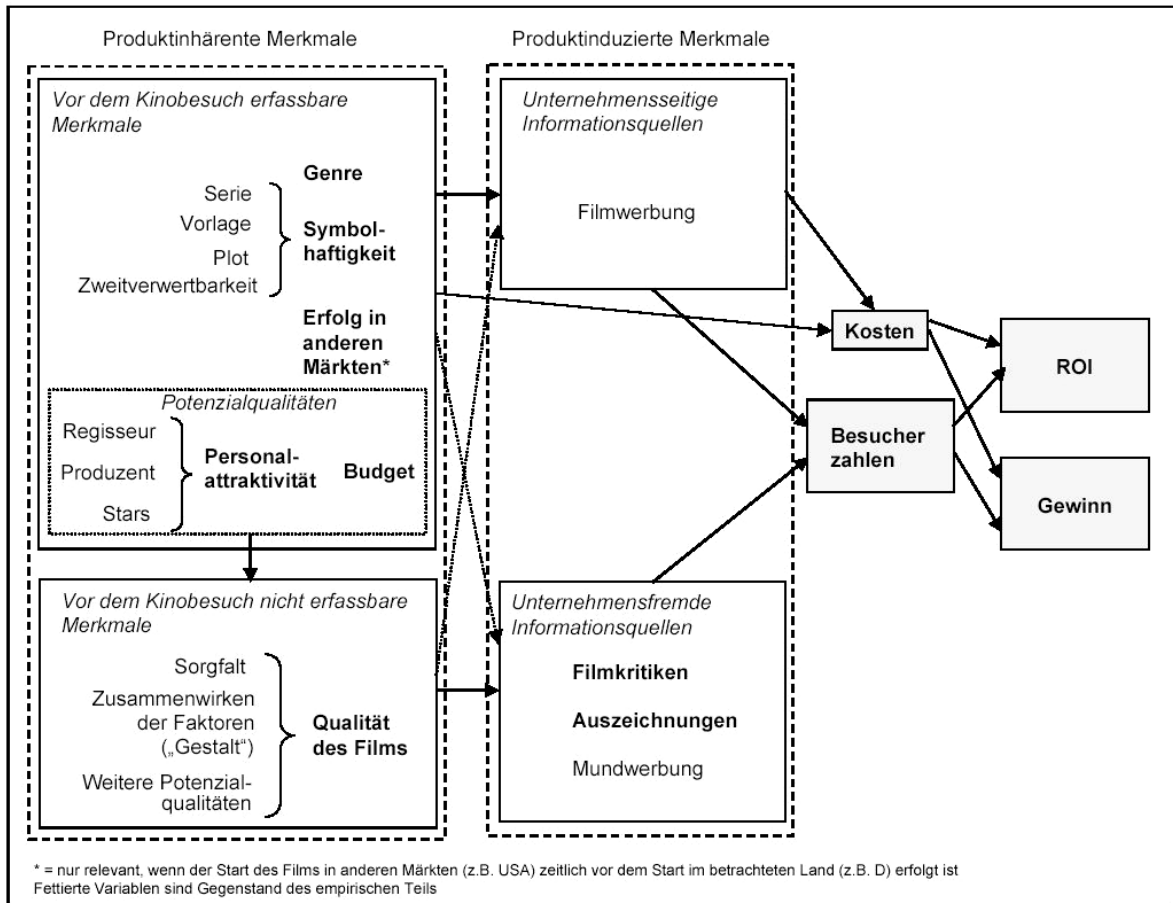 Produktinhärente Merkmale
Produktinduzierte Merkmale
Vor dem Kinobesuch erfassbare
Merkmale
Genre
Serie
Vorlage
Plot
Zweitverwertbarkeit
Symbol-
haftigkeit
Erfolg in
anderen
Märkten*
Potenzialqualitäten
Regisseur
Produzent
Stars
Personal-
attraktivität
Budget
Vor dem Kinobesuch nicht erfassbare
Merkmale
Sorgfalt
Zusammenwirken
der Faktoren
(„Gestalt“)
Weitere Potenzial-
qualitäten
Qualität
des Films
Unternehmensseitige
Informationsquellen
Filmwerbung
Unternehmensfremde
Informationsquellen
Filmkritiken
Auszeichnungen
Mundwerbung
Kosten
Besucher
zahlen
ROI
Gewinn
* = nur relevant, wenn der Start des Films in anderen Märkten (z.B. USA) zeitlich vor dem Start im betrachteten Land (z.B. D) erfolgt ist
Fettierte Variablen sind Gegenstand des empirischen Teils